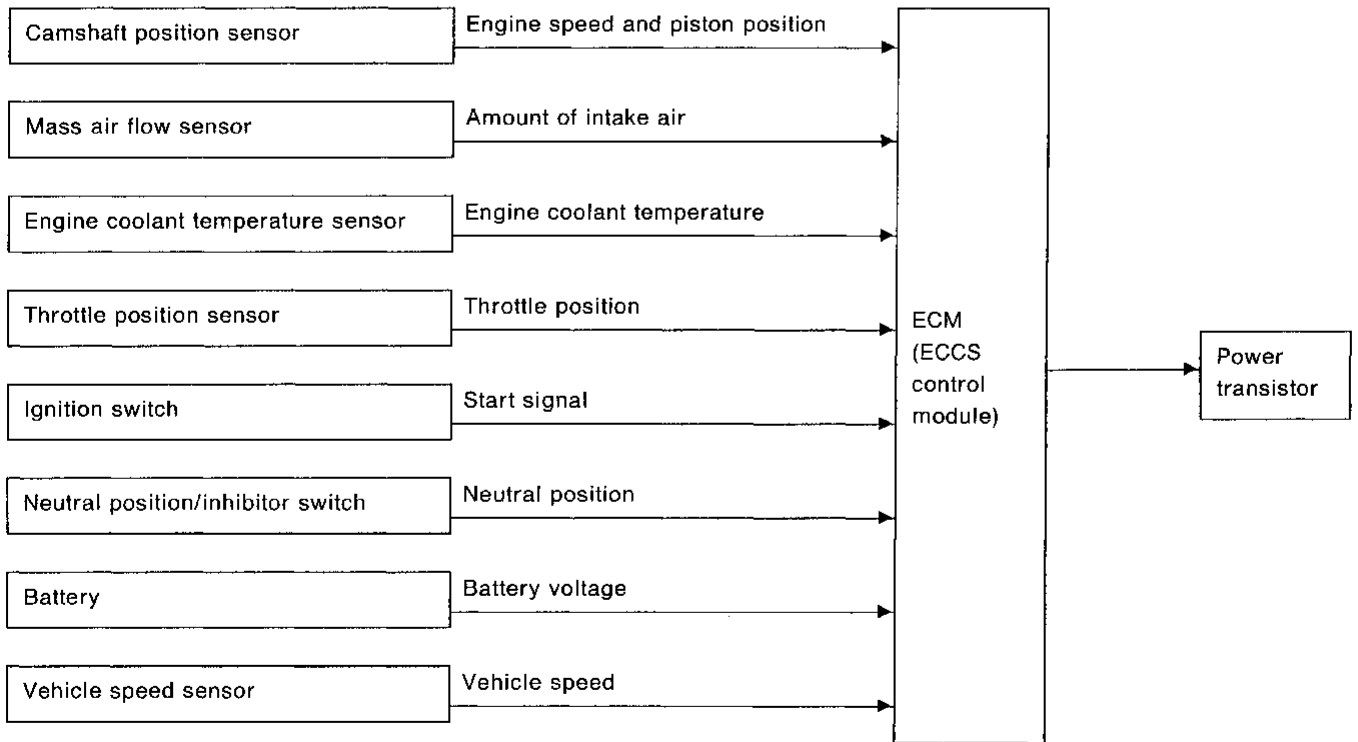 Camshaft position sensor
Engine speed and piston position
Mass air flow sensor
Amount of intake air
Engine coolant temperature sensor
Engine coolant temperature
Throttle position sensor
Throttle position
Ignition switch
Start signal
Neutral position/inhibitor switch
Neutral position
Battery
Battery voltage
Vehicle speed sensor
Vehicle speed
ECM
(ECCS
control
module)
Power
transistor